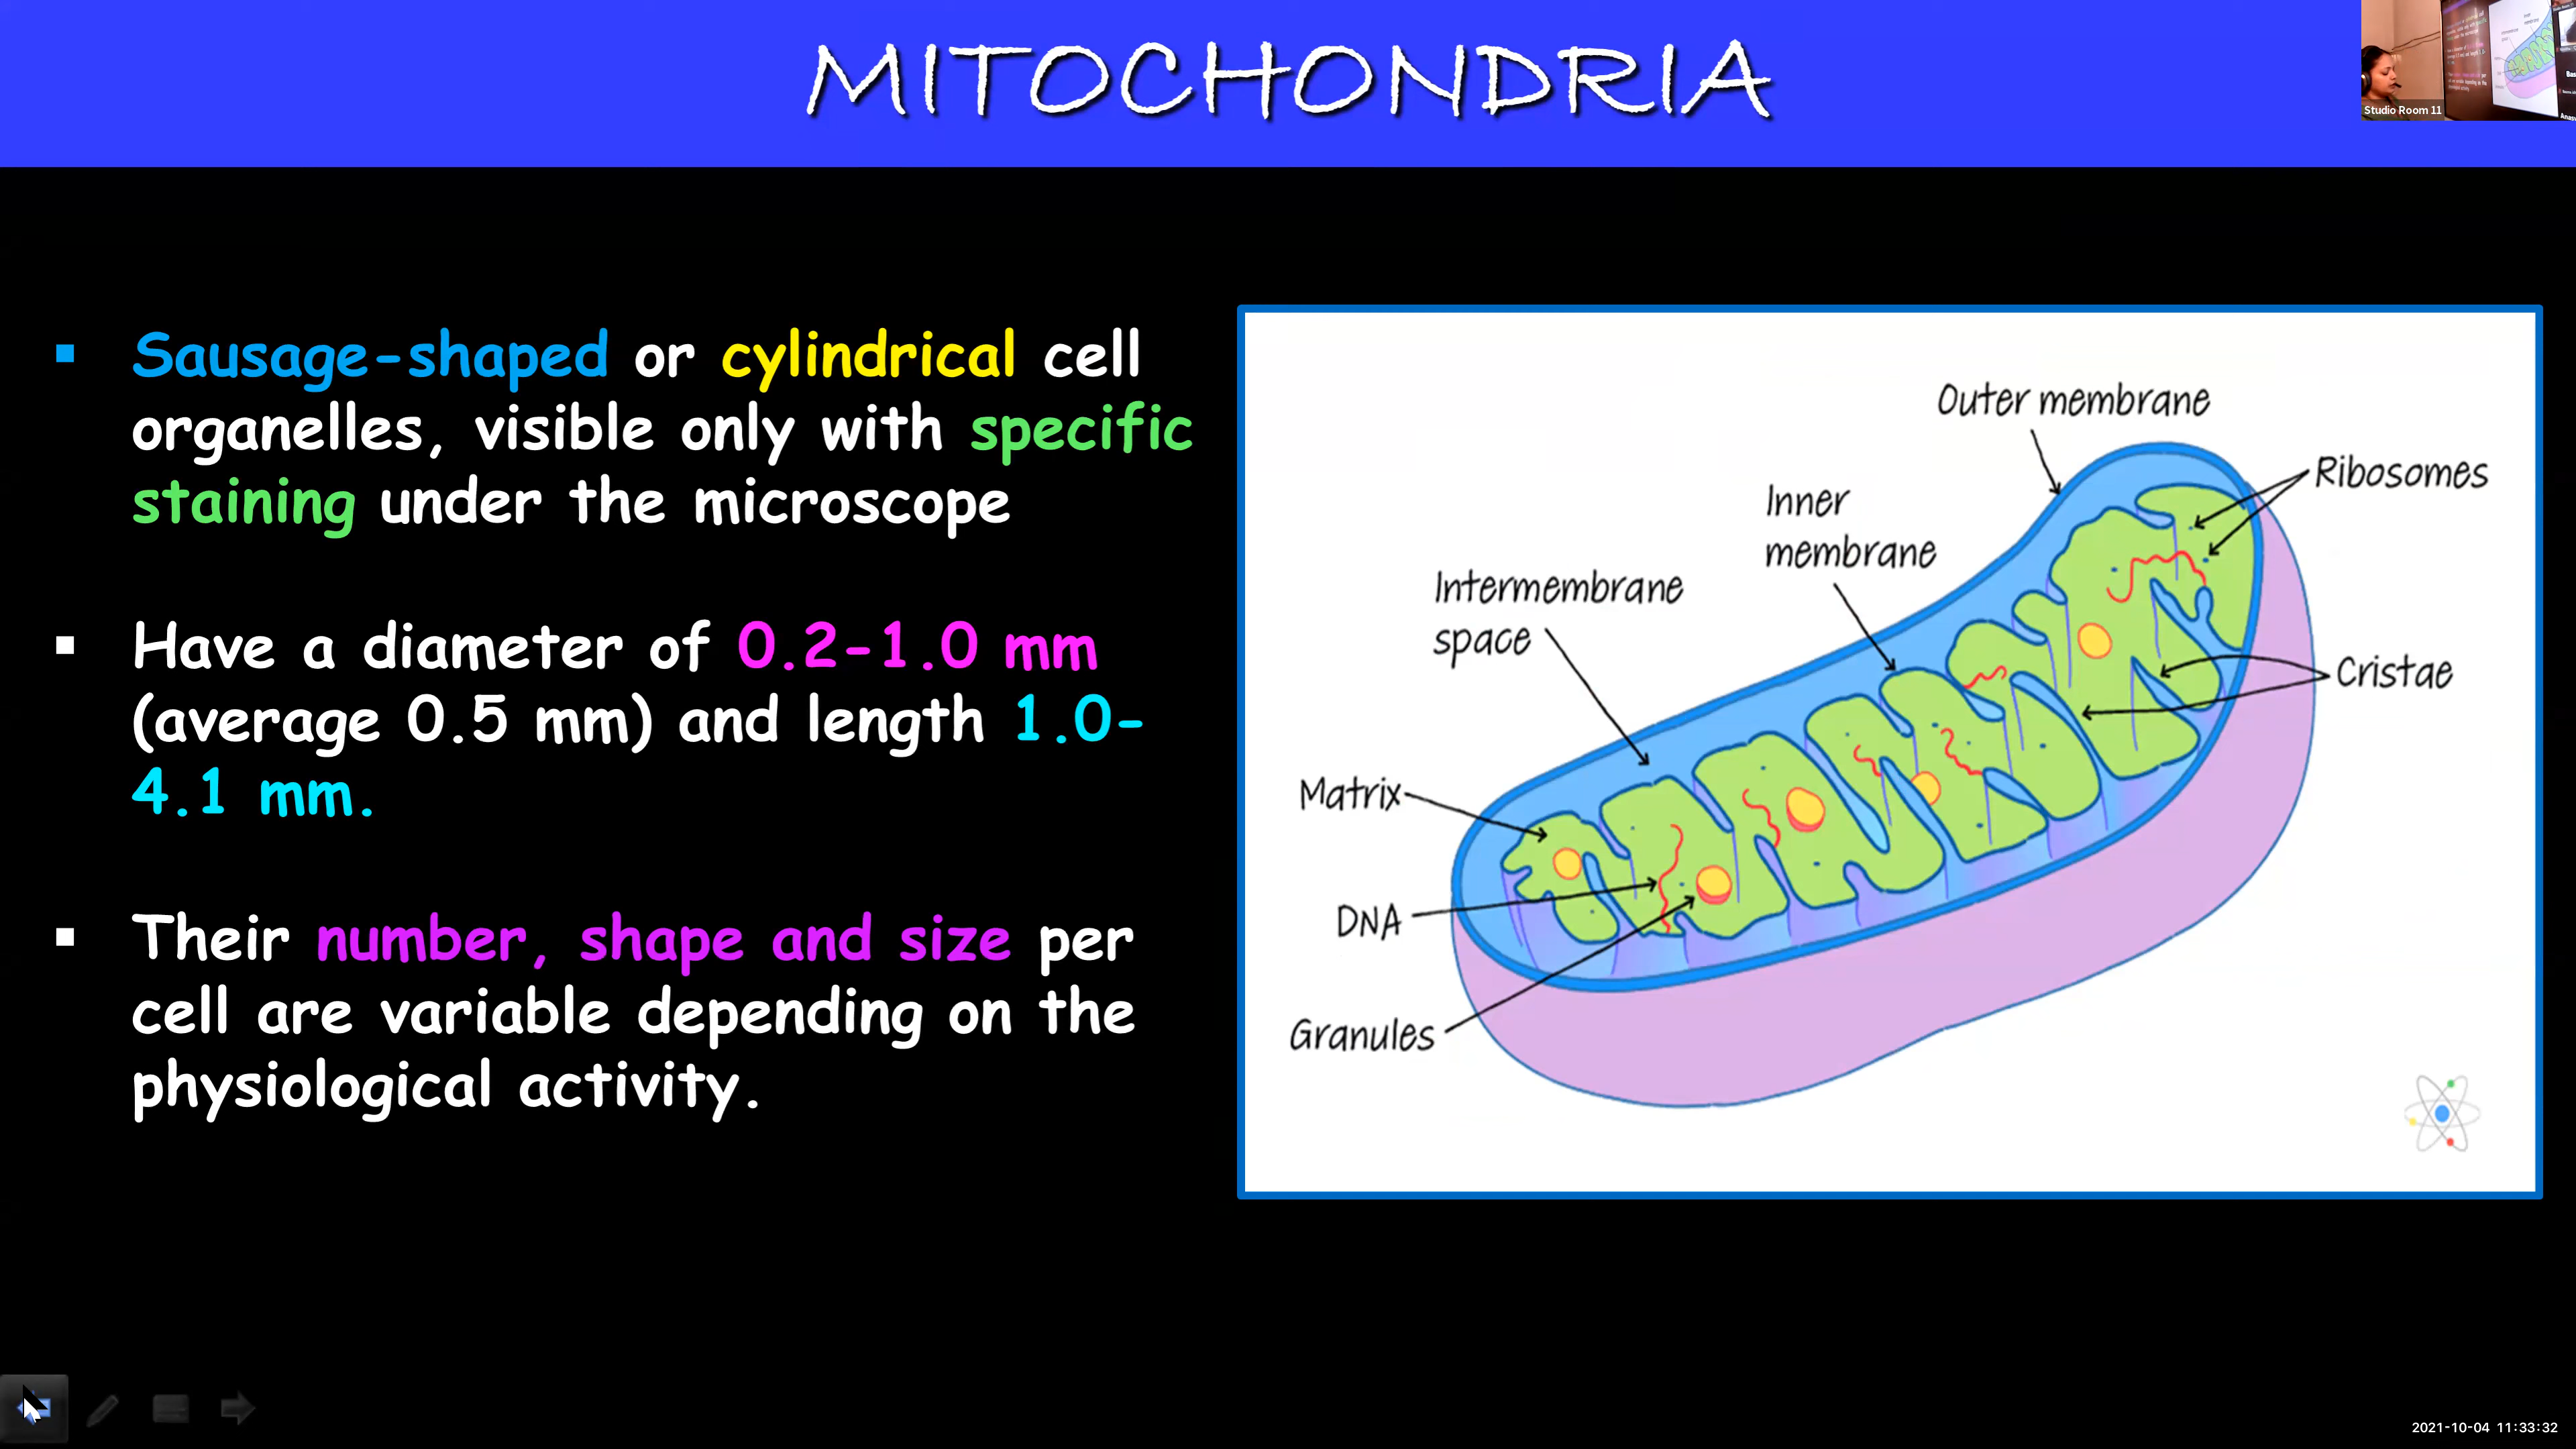 MITOCHONDRIA
Studio Room 11
Sausage-shaped or cylindrical cell
organelles, visible only with specific
staining under the microscope
Have a diameter of 0.2-1.0 mm
(average 0.5 mm) and length 1.0-
4.1 mm.
Their number, shape and size per
cell are variable depending on the
physiological activity.
Outer membrane
Ribosomes
Inner
membrane
Intermembrane
space
Cristae
Matrix
DNA
Granules
2021-10-04 11:33:32